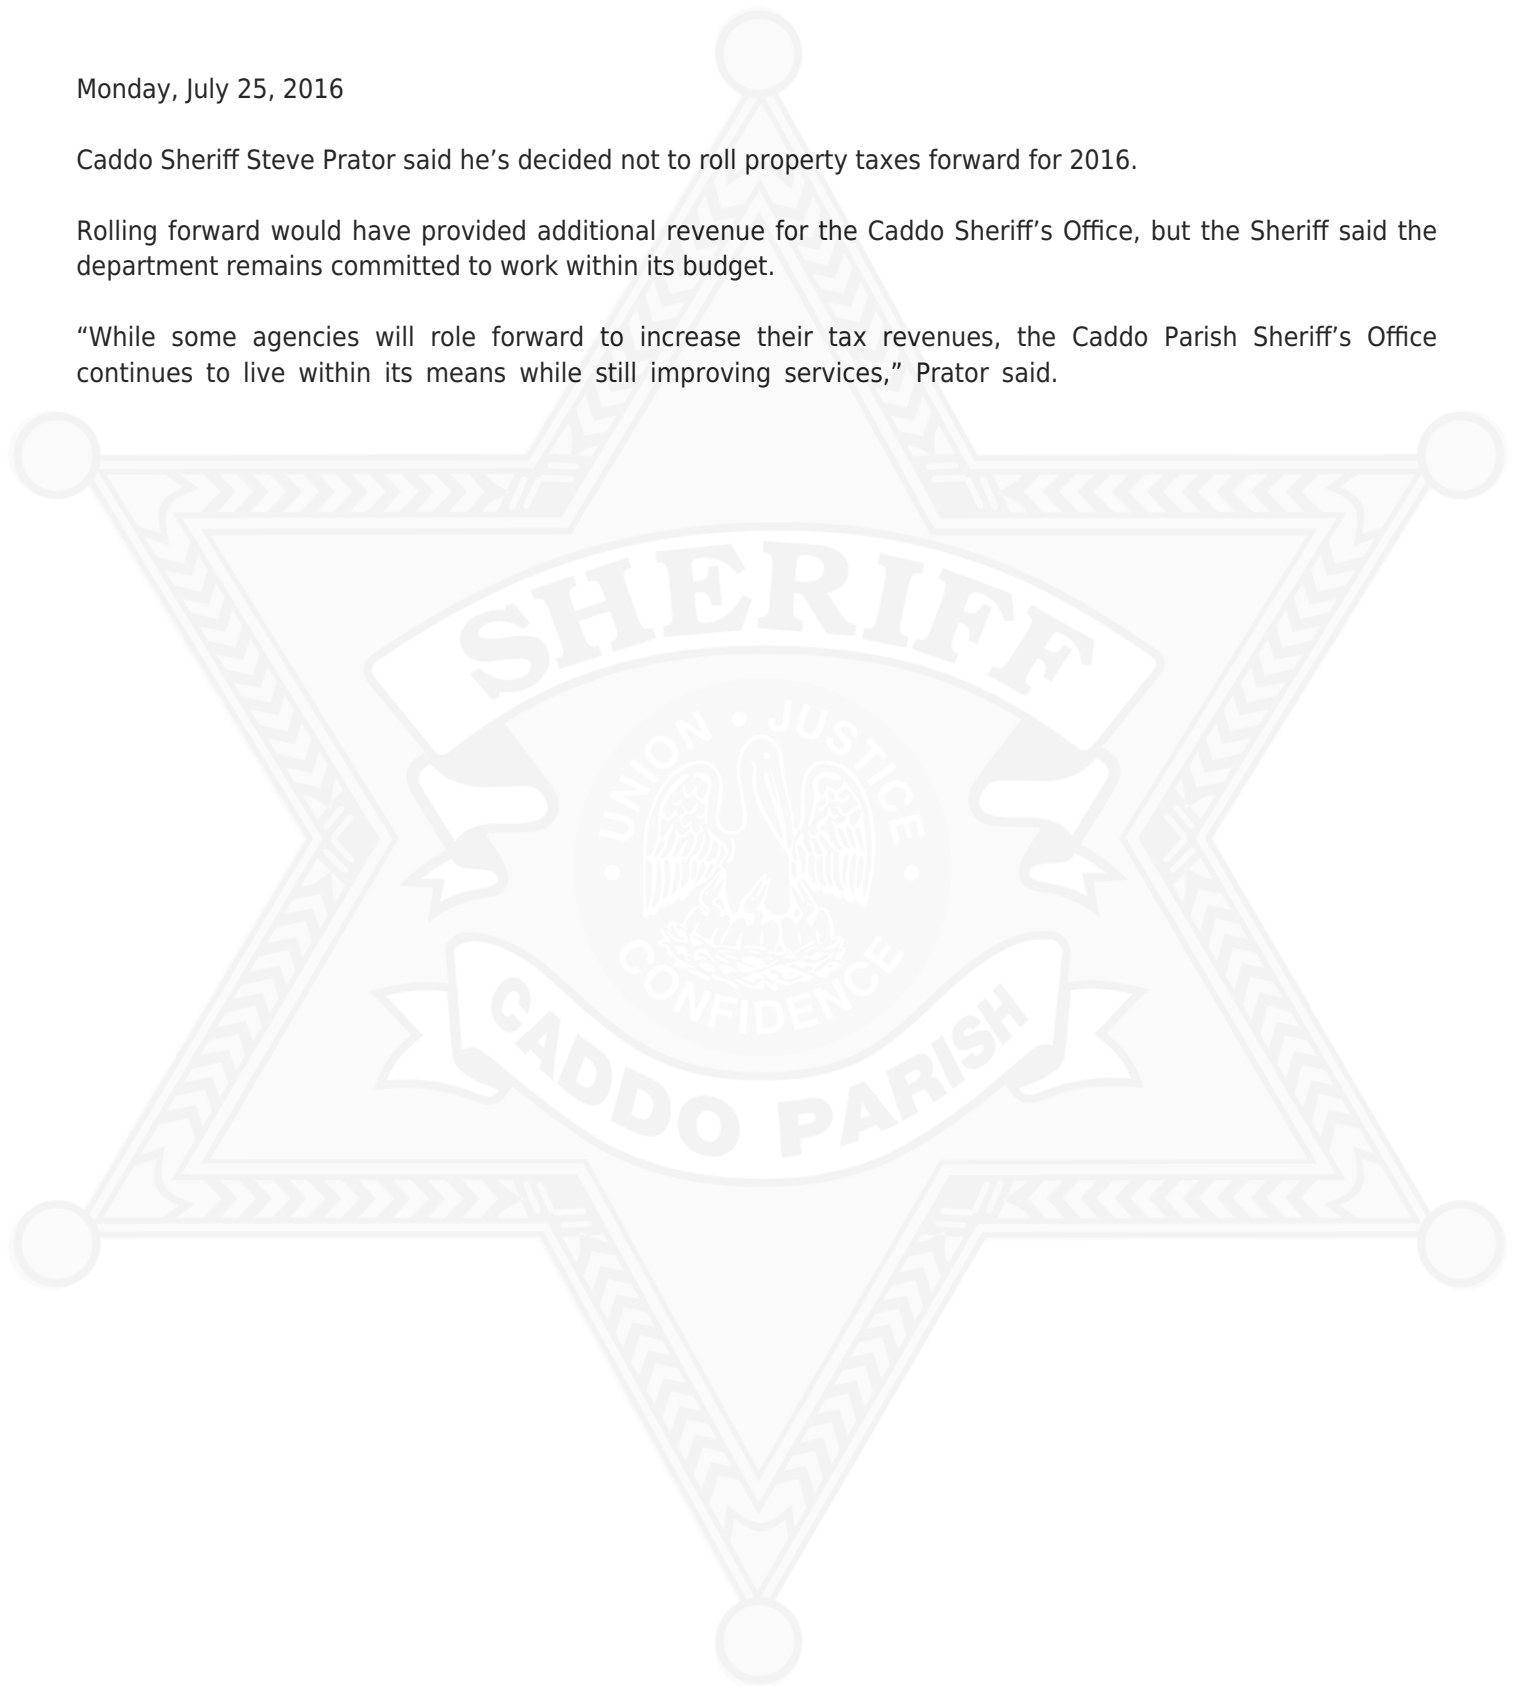 Monday, July 25, 2016
Caddo Sheriff Steve Prator said he’s decided not to roll property taxes forward for 2016.
Rolling forward would have provided additional revenue for the Caddo Sheriff’s Office, but the Sheriff said the
department remains committed to work within its budget.
“While some agencies will role forward to increase their tax revenues, the Caddo Parish Sheriff’s Office
continues to live within its means while still improving services,” Prator said.
SHERIFF
UNION • JUSTICE
• CONFIDENCE •
CADDO PARISH